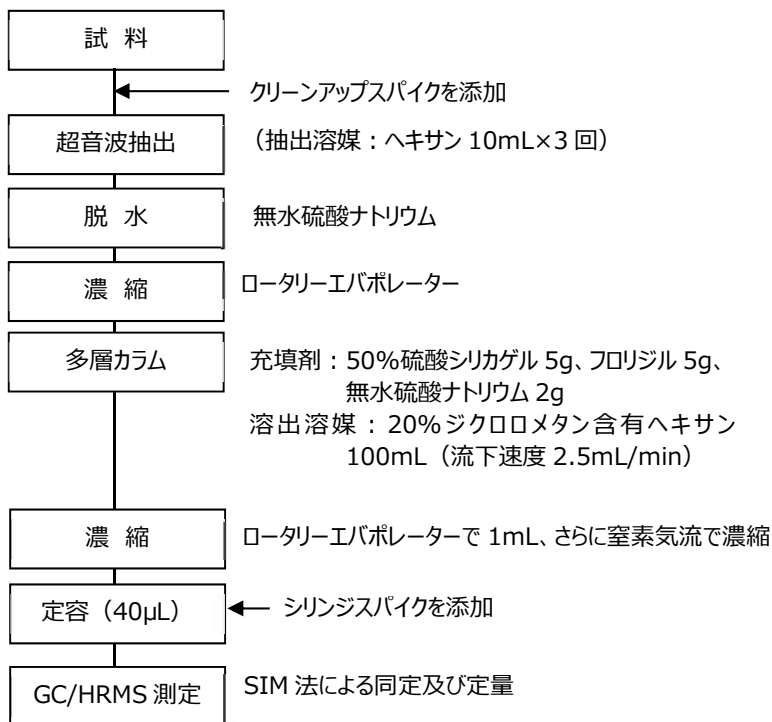 試 料
クリーンアップスパイクを添加
超音波抽出 (抽出溶媒:ヘキサン 10mL×3 回)
脱 水 無水硫酸ナトリウム
濃 縮 ロータリーエバポレーター
多層カラム 充填剤:50%硫酸シリカゲル 5g、フロリジル 5g、
無水硫酸ナトリウム 2g
溶出溶媒:20%ジクロロメタン含有ヘキサン
100mL(流下速度 2.5mL/min)
濃 縮 ロータリーエバポレーターで 1mL、さらに窒素気流で濃縮
定容(40μL) シリンジスパイクを添加
GC/HRMS 測定 SIM 法による同定及び定量